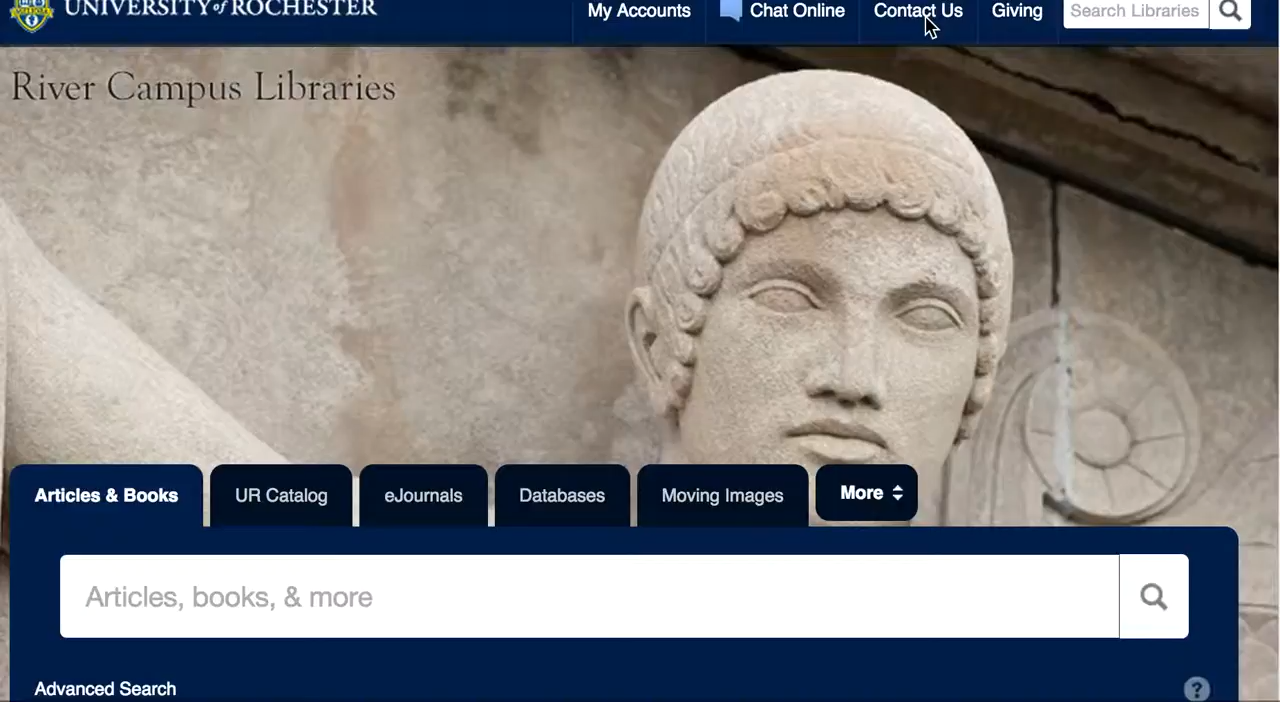 UNIVERSITY of ROCHESTER
My Accounts
Chat Online
Contact Us
Giving
Search Libraries
River Campus Libraries
Articles & Books
UR Catalog
eJournals
Databases
Moving Images
More
Articles, books, & more
Advanced Search
?